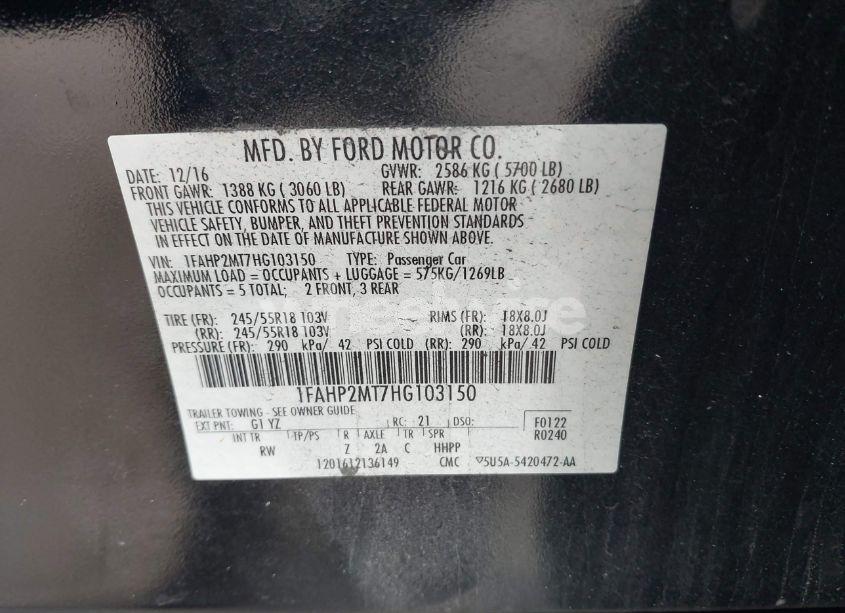 MFD. BY FORD MOTOR CO.
DATE: 12/16 GVWR: 2586 KG ( 5700 LB)
FRONT GAWR: 1388 KG ( 3060 LB) REAR GAWR: 1216 KG ( 2680 LB)
THIS VEHICLE CONFORMS TO ALL APPLICABLE FEDERAL MOTOR
VEHICLE SAFETY, BUMPER, AND THEFT PREVENTION STANDARDS
IN EFFECT ON THE DATE OF MANUFACTURE SHOWN ABOVE.
VIN: 1FAHP2MT7HG103150 TYPE: Passenger Car
MAXIMUM LOAD = OCCUPANTS + LUGGAGE = 575KG/1269LB
OCCUPANTS = 5 TOTAL; 2 FRONT, 3 REAR
TIRE (FR): 245/55R18 103V RIMS (FR): 18X8.0J
(RR): 245/55R18 103V (RR): 18X8.0J
PRESSURE (FR): 290 kPa/ 42 PSI COLD (RR): 290 kPa/ 42 PSI COLD
1FAHP2MT7HG103150
TRAILER TOWING - SEE OWNER GUIDE
EXT PNT: G1 YZ RC: 21 DSO: F0122
INT TR TP/PS R AXLE TR SPR R0240
RW Z 2A C HHPP
1201612136149 CMC ▽5U5A-5420472-AA